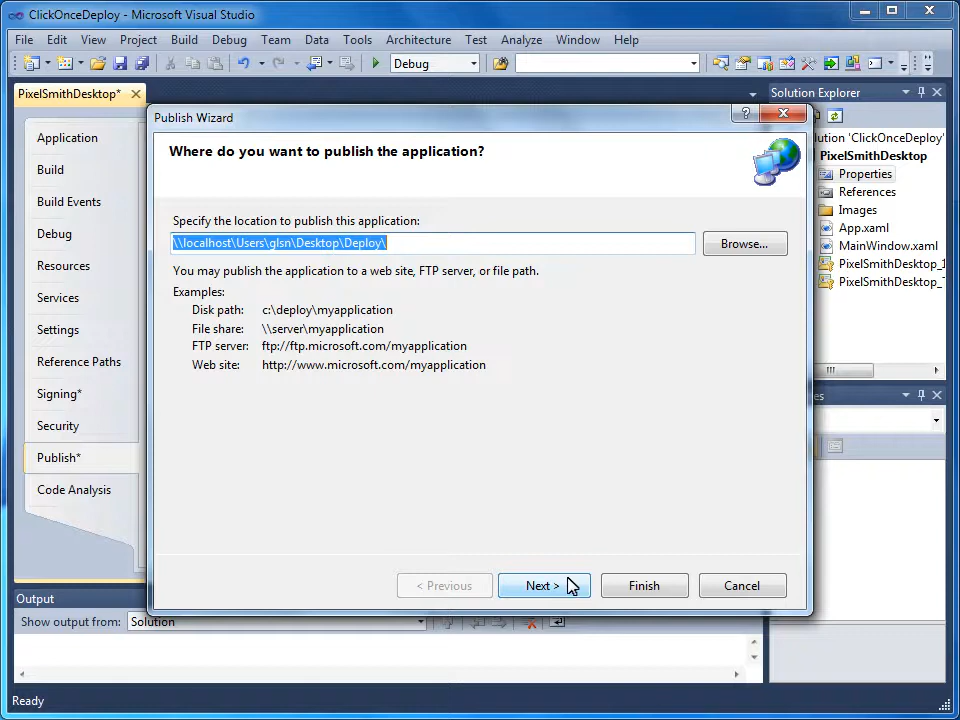 ClickOnceDeploy - Microsoft Visual Studio
File Edit View Project Build Debug Team Data Tools Architecture Test Analyze Window Help
Debug
PixelSmithDesktop*
Solution Explorer
Publish Wizard
Application
Build
Build Events
Debug
Resources
Services
Settings
Reference Paths
Signing*
Security
Publish*
Code Analysis
Where do you want to publish the application?
Specify the location to publish this application:
\\localhost\Users\glsn\Desktop\Deploy\
Browse...
You may publish the application to a web site, FTP server, or file path.
Examples:
Disk path: c:\deploy\myapplication
File share: \\server\myapplication
FTP server: ftp://ftp.microsoft.com/myapplication
Web site: http://www.microsoft.com/myapplication
< Previous Next > Finish Cancel
lution 'ClickOnceDeploy'
PixelSmithDesktop
Properties
References
Images
App.xaml
MainWindow.xaml
PixelSmithDesktop_1
PixelSmithDesktop_
es
Output
Show output from: Solution
Ready